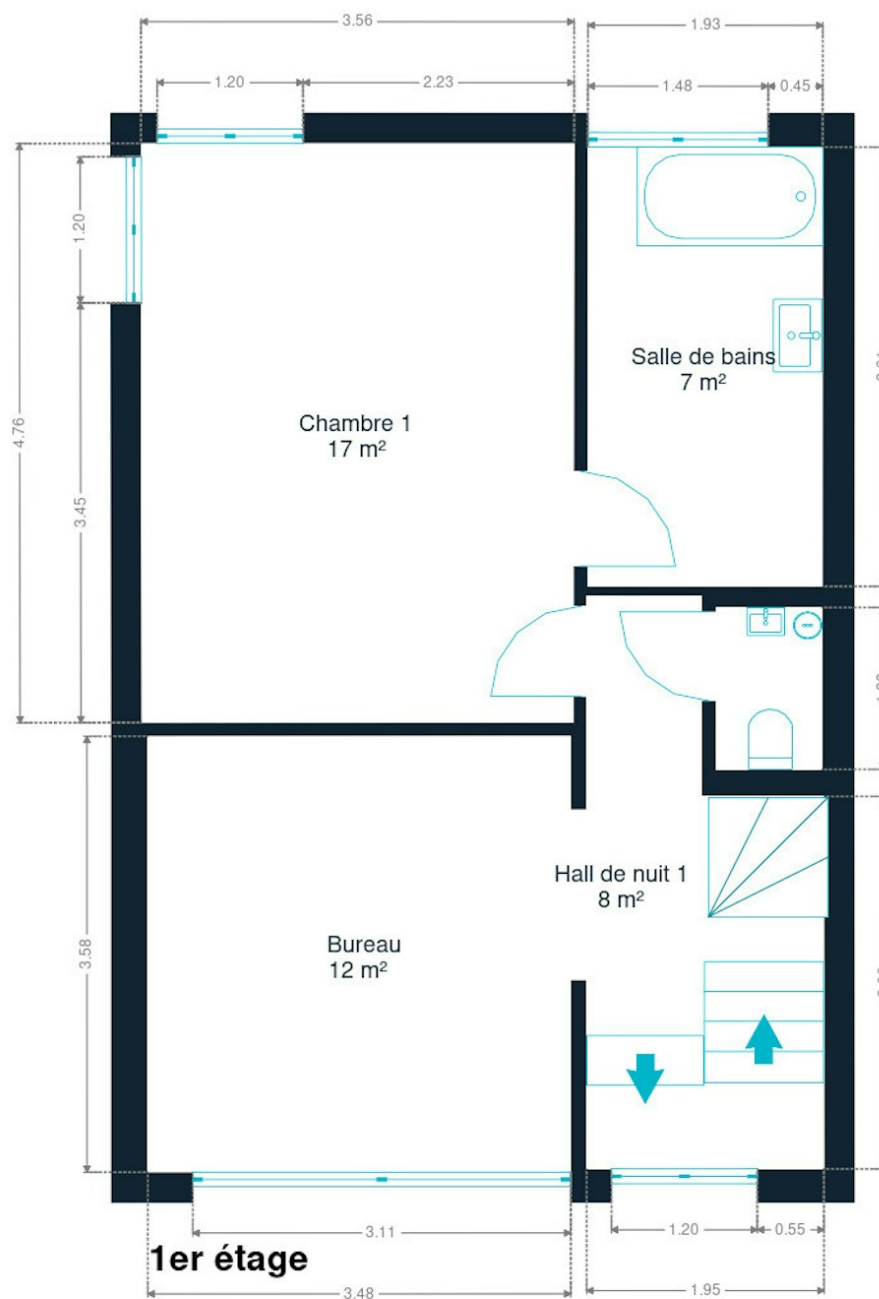 3.56
1.93
1.20
2.23
1.48
0.45
1.20
Salle de bains
7 m²
Chambre 1
17 m²
4.76
3.45
Hall de nuit 1
8 m²
Bureau
12 m²
3.58
3.11
1.20
0.55
1er étage
3.48
1.95